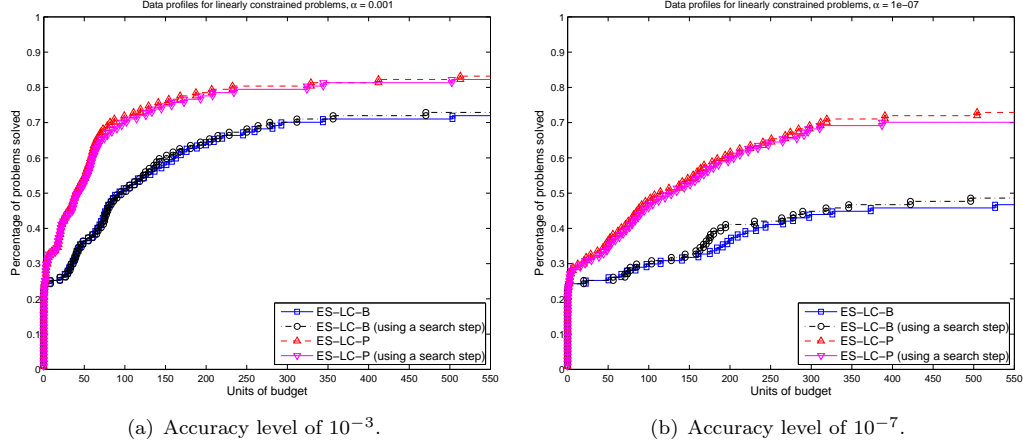 Data profiles for linearly constrained problems, α = 0.001
1
0.9
0.8
0.7
0.6
0.5
0.4
0.3
0.2
0.1
0
Percentage of problems solved
0 50 100 150 200 250 300 350 400 450 500 550
Units of budget
ES−LC−B
ES−LC−B (using a search step)
ES−LC−P
ES−LC−P (using a search step)
(a) Accuracy level of 10−3.
Data profiles for linearly constrained problems, α = 1e−07
1
0.9
0.8
0.7
0.6
0.5
0.4
0.3
0.2
0.1
0
Percentage of problems solved
0 50 100 150 200 250 300 350 400 450 500 550
Units of budget
ES−LC−B
ES−LC−B (using a search step)
ES−LC−P
ES−LC−P (using a search step)
(b) Accuracy level of 10−7.